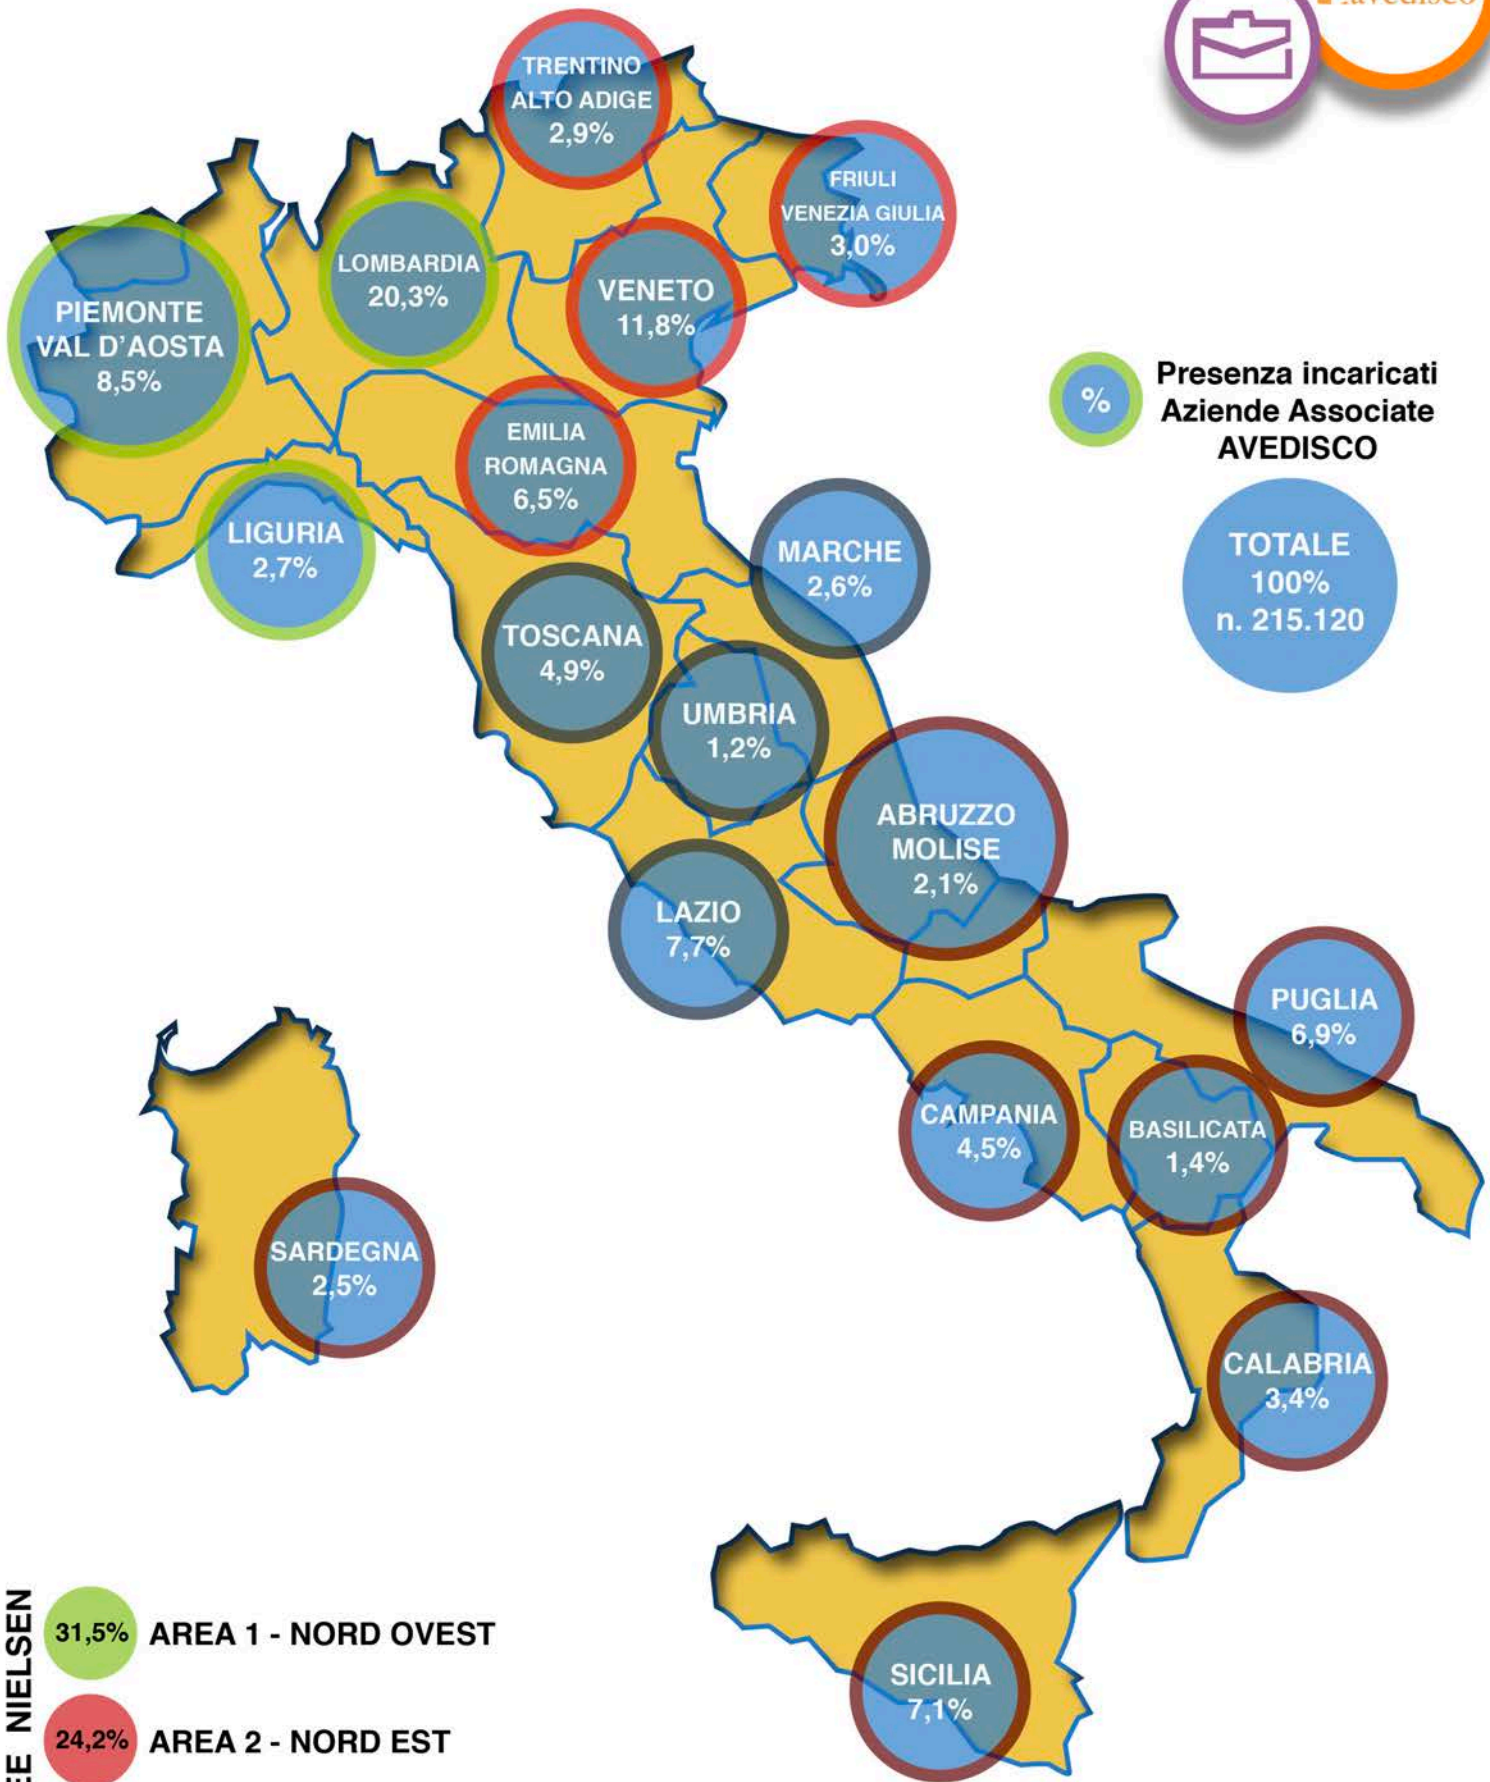 avedisco
TRENTINO
ALTO ADIGE
2,9%
FRIULI
VENEZIA GIULIA
3,0%
LOMBARDIA
20,3%
VENETO
11,8%
PIEMONTE
VAL D'AOSTA
8,5%
%
Presenza incaricati
Aziende Associate
AVEDISCO
EMILIA
ROMAGNA
6,5%
LIGURIA
2,7%
MARCHE
2,6%
TOTALE
100%
n. 215.120
TOSCANA
4,9%
UMBRIA
1,2%
ABRUZZO
MOLISE
2,1%
LAZIO
7,7%
PUGLIA
6,9%
CAMPANIA
4,5%
BASILICATA
1,4%
SARDEGNA
2,5%
CALABRIA
3,4%
SICILIA
7,1%
NIELSEN
31,5% AREA 1 - NORD OVEST
24,2% AREA 2 - NORD EST